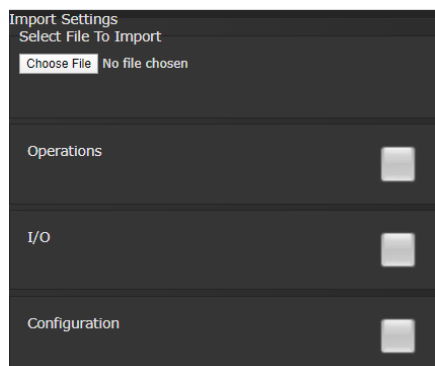 Import Settings
Select File To Import
Choose File No file chosen
Operations
I/O
Configuration